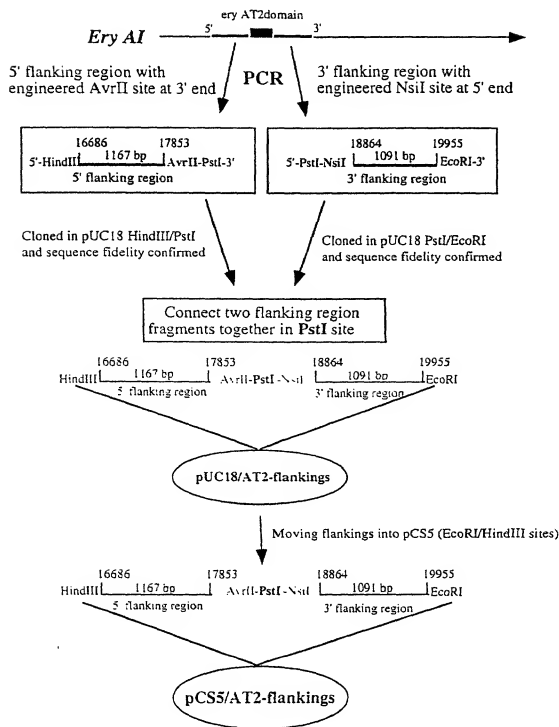 ery AT2domain
Ery AI
5'
3'
5' flanking region with
engineered AvrII site at 3' end
PCR
3' flanking region with
engineered NsiI site at 5' end
16686
17853
5'-HindII
1167 bp
AvrII-PstI-3'
5' flanking region
18864
19955
5'-PstI-NsiI
1091 bp
EcoRI-3'
3' flanking region
Cloned in pUC18 HindIII/PstI
and sequence fidelity confirmed
Cloned in pUC18 PstI/EcoRI
and sequence fidelity confirmed
Connect two flanking region
fragments together in PstI site
16686
17853
18864
19955
HindIII
1167 bp
AvrII-PstI-NsiI
1091 bp
EcoRI
5' flanking region
3' flanking region
pUC18/AT2-flankings
Moving flankings into pCS5 (EcoRI/HindIII sites)
16686
17853
18864
19955
HindIII
1167 bp
AvrII-PstI-NsiI
1091 bp
EcoRI
5' flanking region
3' flanking region
pCS5/AT2-flankings